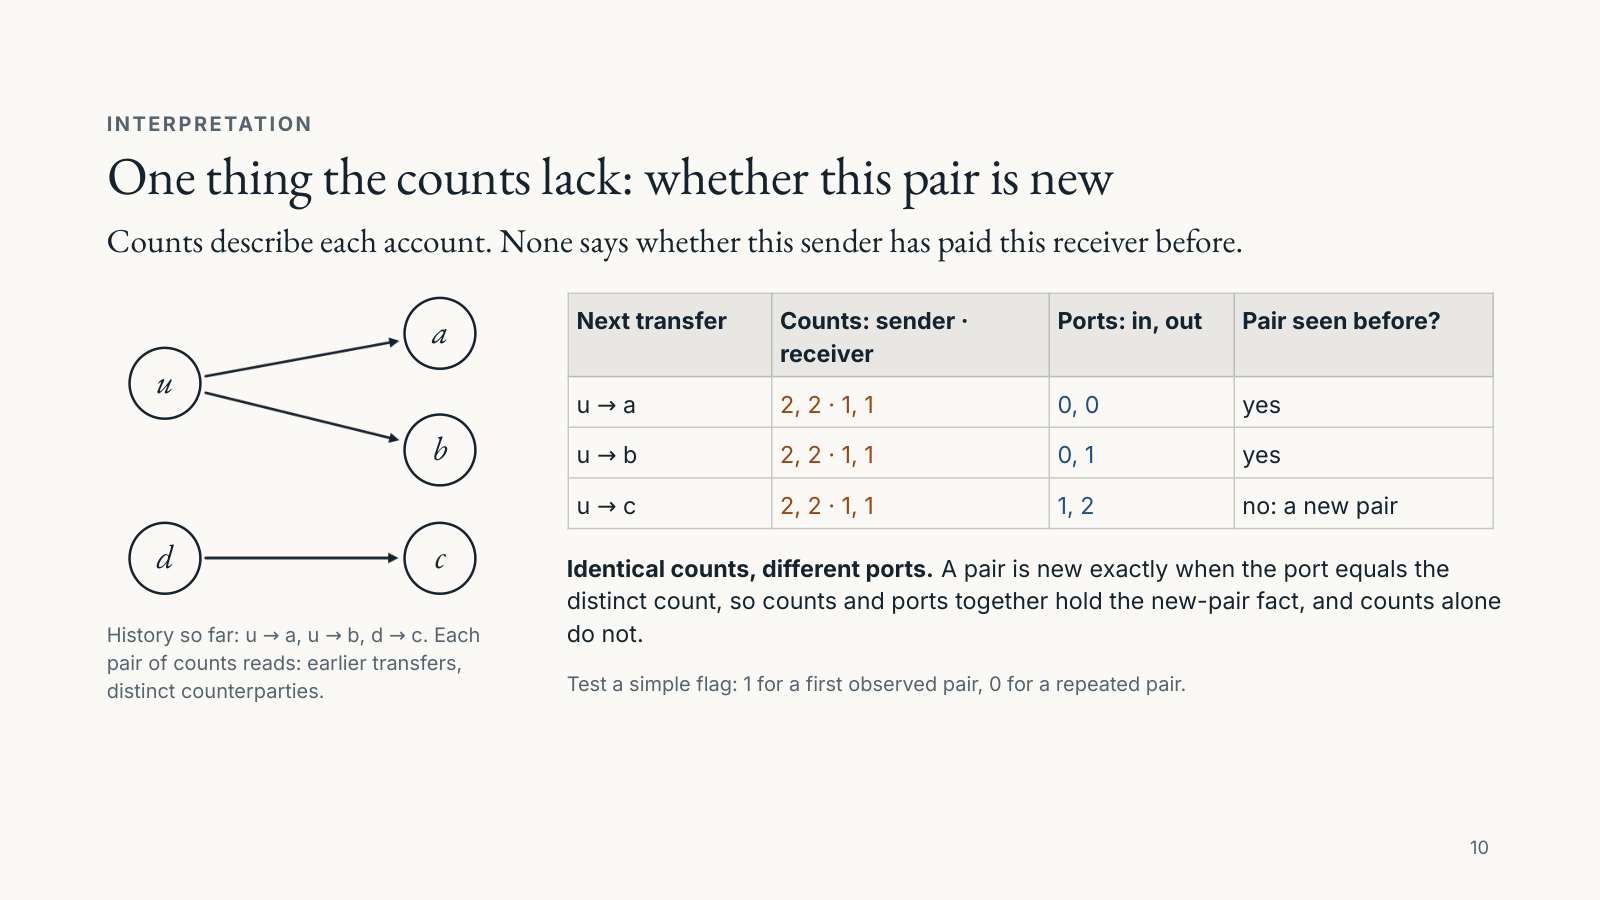 INTERPRETATION
One thing the counts lack: whether this pair is new
Counts describe each account. None says whether this sender has paid this receiver before.
u
a
b
d
c
History so far: u → a, u → b, d → c. Each
pair of counts reads: earlier transfers,
distinct counterparties.
Next transfer
Counts: sender ·
receiver
Ports: in, out
Pair seen before?
u → a
2, 2 · 1, 1
0, 0
yes
u → b
2, 2 · 1, 1
0, 1
yes
u → c
2, 2 · 1, 1
1, 2
no: a new pair
Identical counts, different ports. A pair is new exactly when the port equals the
distinct count, so counts and ports together hold the new-pair fact, and counts alone
do not.
Test a simple flag: 1 for a first observed pair, 0 for a repeated pair.
10